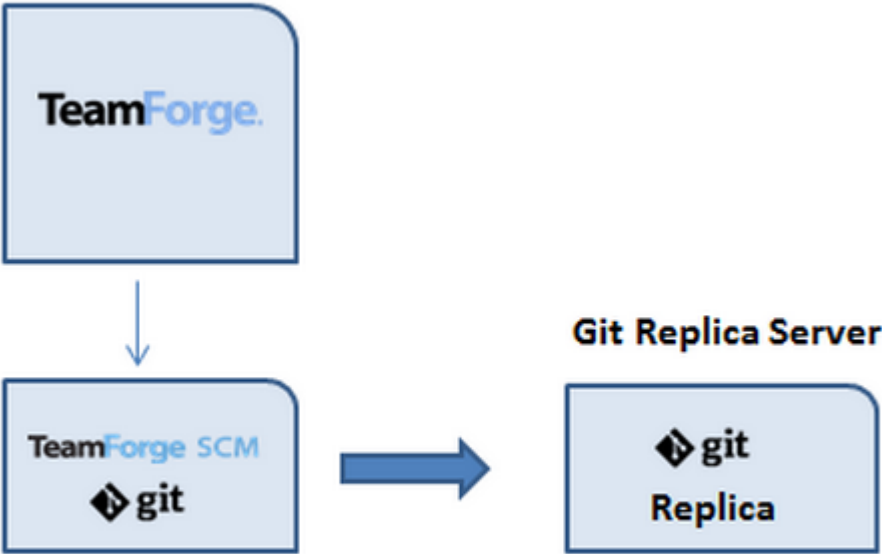 TeamForge.
Git Replica Server
TeamForge SCM
git
git
Replica